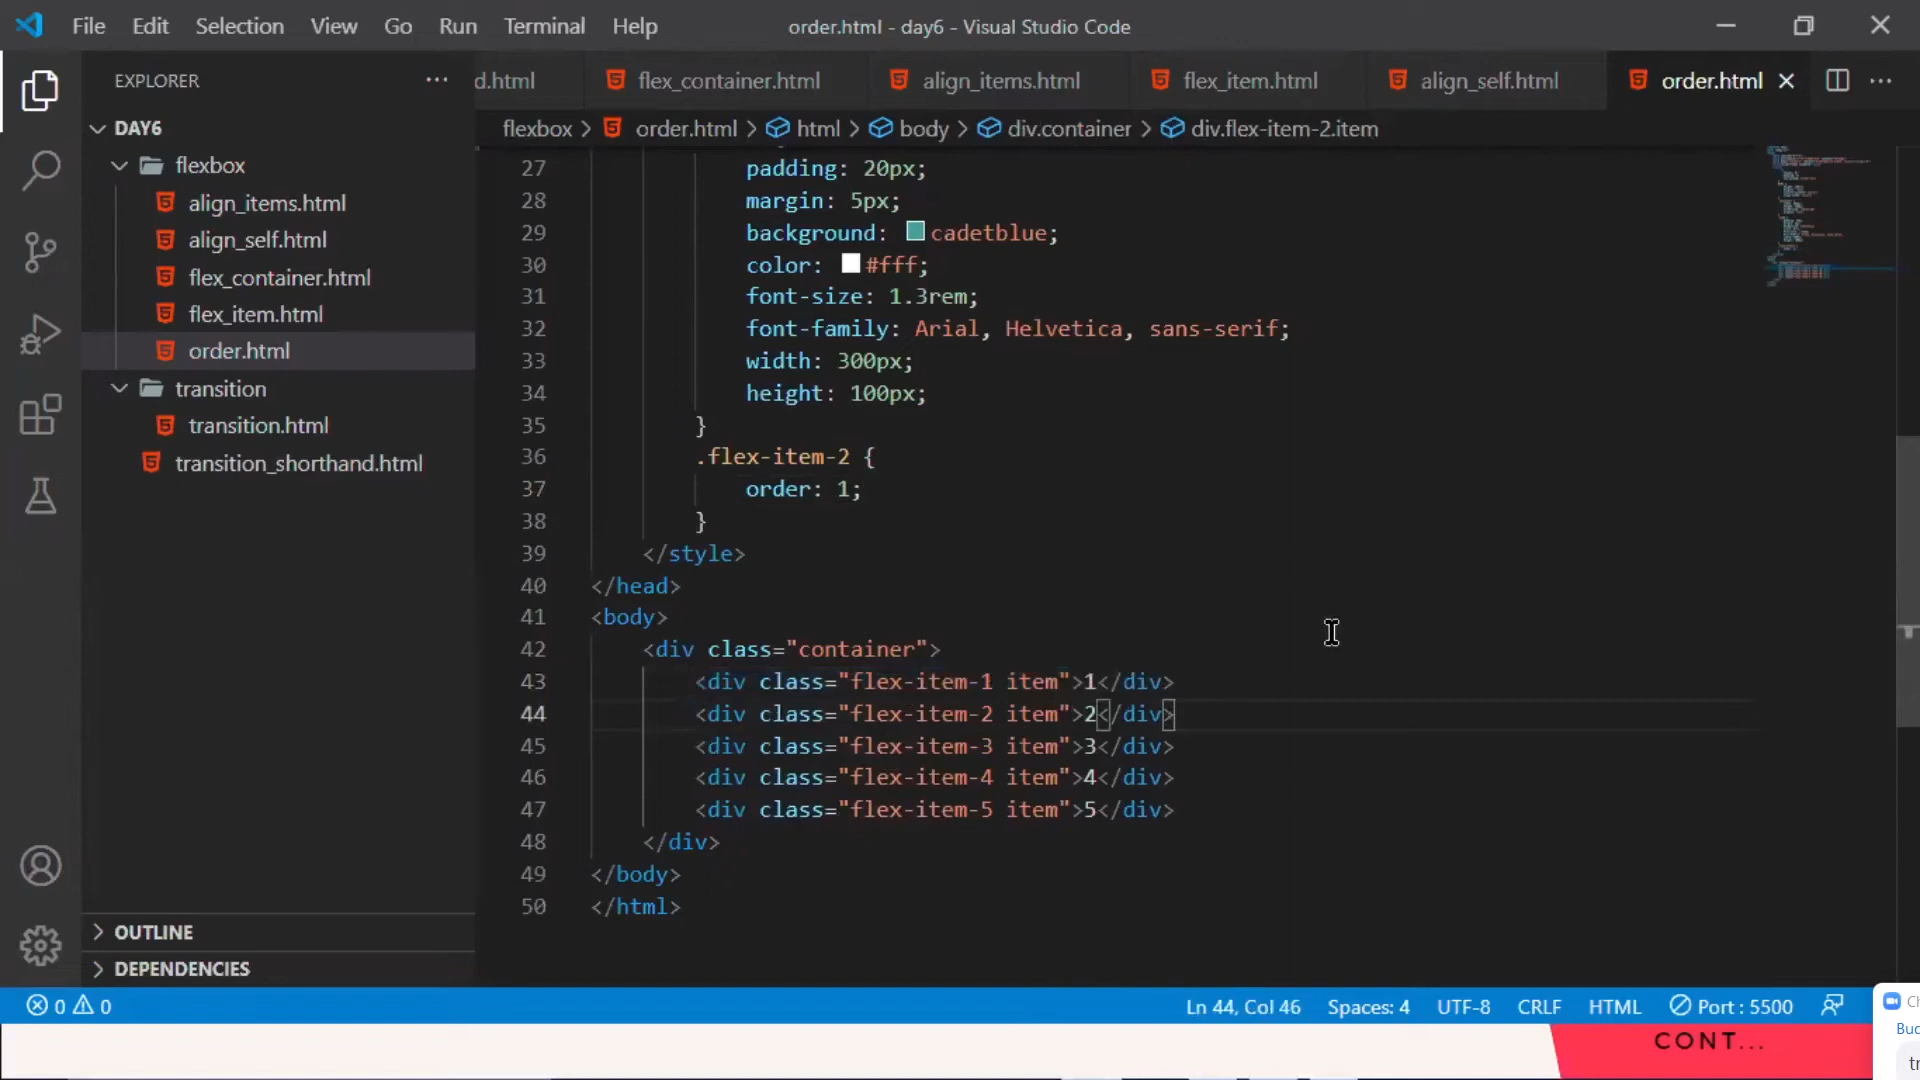 File Edit Selection View Go Run Terminal Help order.html - day6 - Visual Studio Code
EXPLORER
d.html flex_container.html align_items.html flex_item.html align_self.html order.html
flexbox > order.html > html > body > div.container > div.flex-item-2.item
DAY6
flexbox
align_items.html
align_self.html
flex_container.html
flex_item.html
order.html
transition
transition.html
transition_shorthand.html
OUTLINE
DEPENDENCIES
27 padding: 20px;
28 margin: 5px;
29 background: cadetblue;
30 color: #fff;
31 font-size: 1.3rem;
32 font-family: Arial, Helvetica, sans-serif;
33 width: 300px;
34 height: 100px;
35 }
36 .flex-item-2 {
37 order: 1;
38 }
39 </style>
40 </head>
41 <body>
42 <div class="container">
43 <div class="flex-item-1 item">1</div>
44 <div class="flex-item-2 item">2</div>
45 <div class="flex-item-3 item">3</div>
46 <div class="flex-item-4 item">4</div>
47 <div class="flex-item-5 item">5</div>
48 </div>
49 </body>
50 </html>
0 0 Ln 44, Col 46 Spaces: 4 UTF-8 CRLF HTML Port : 5500
CONT...